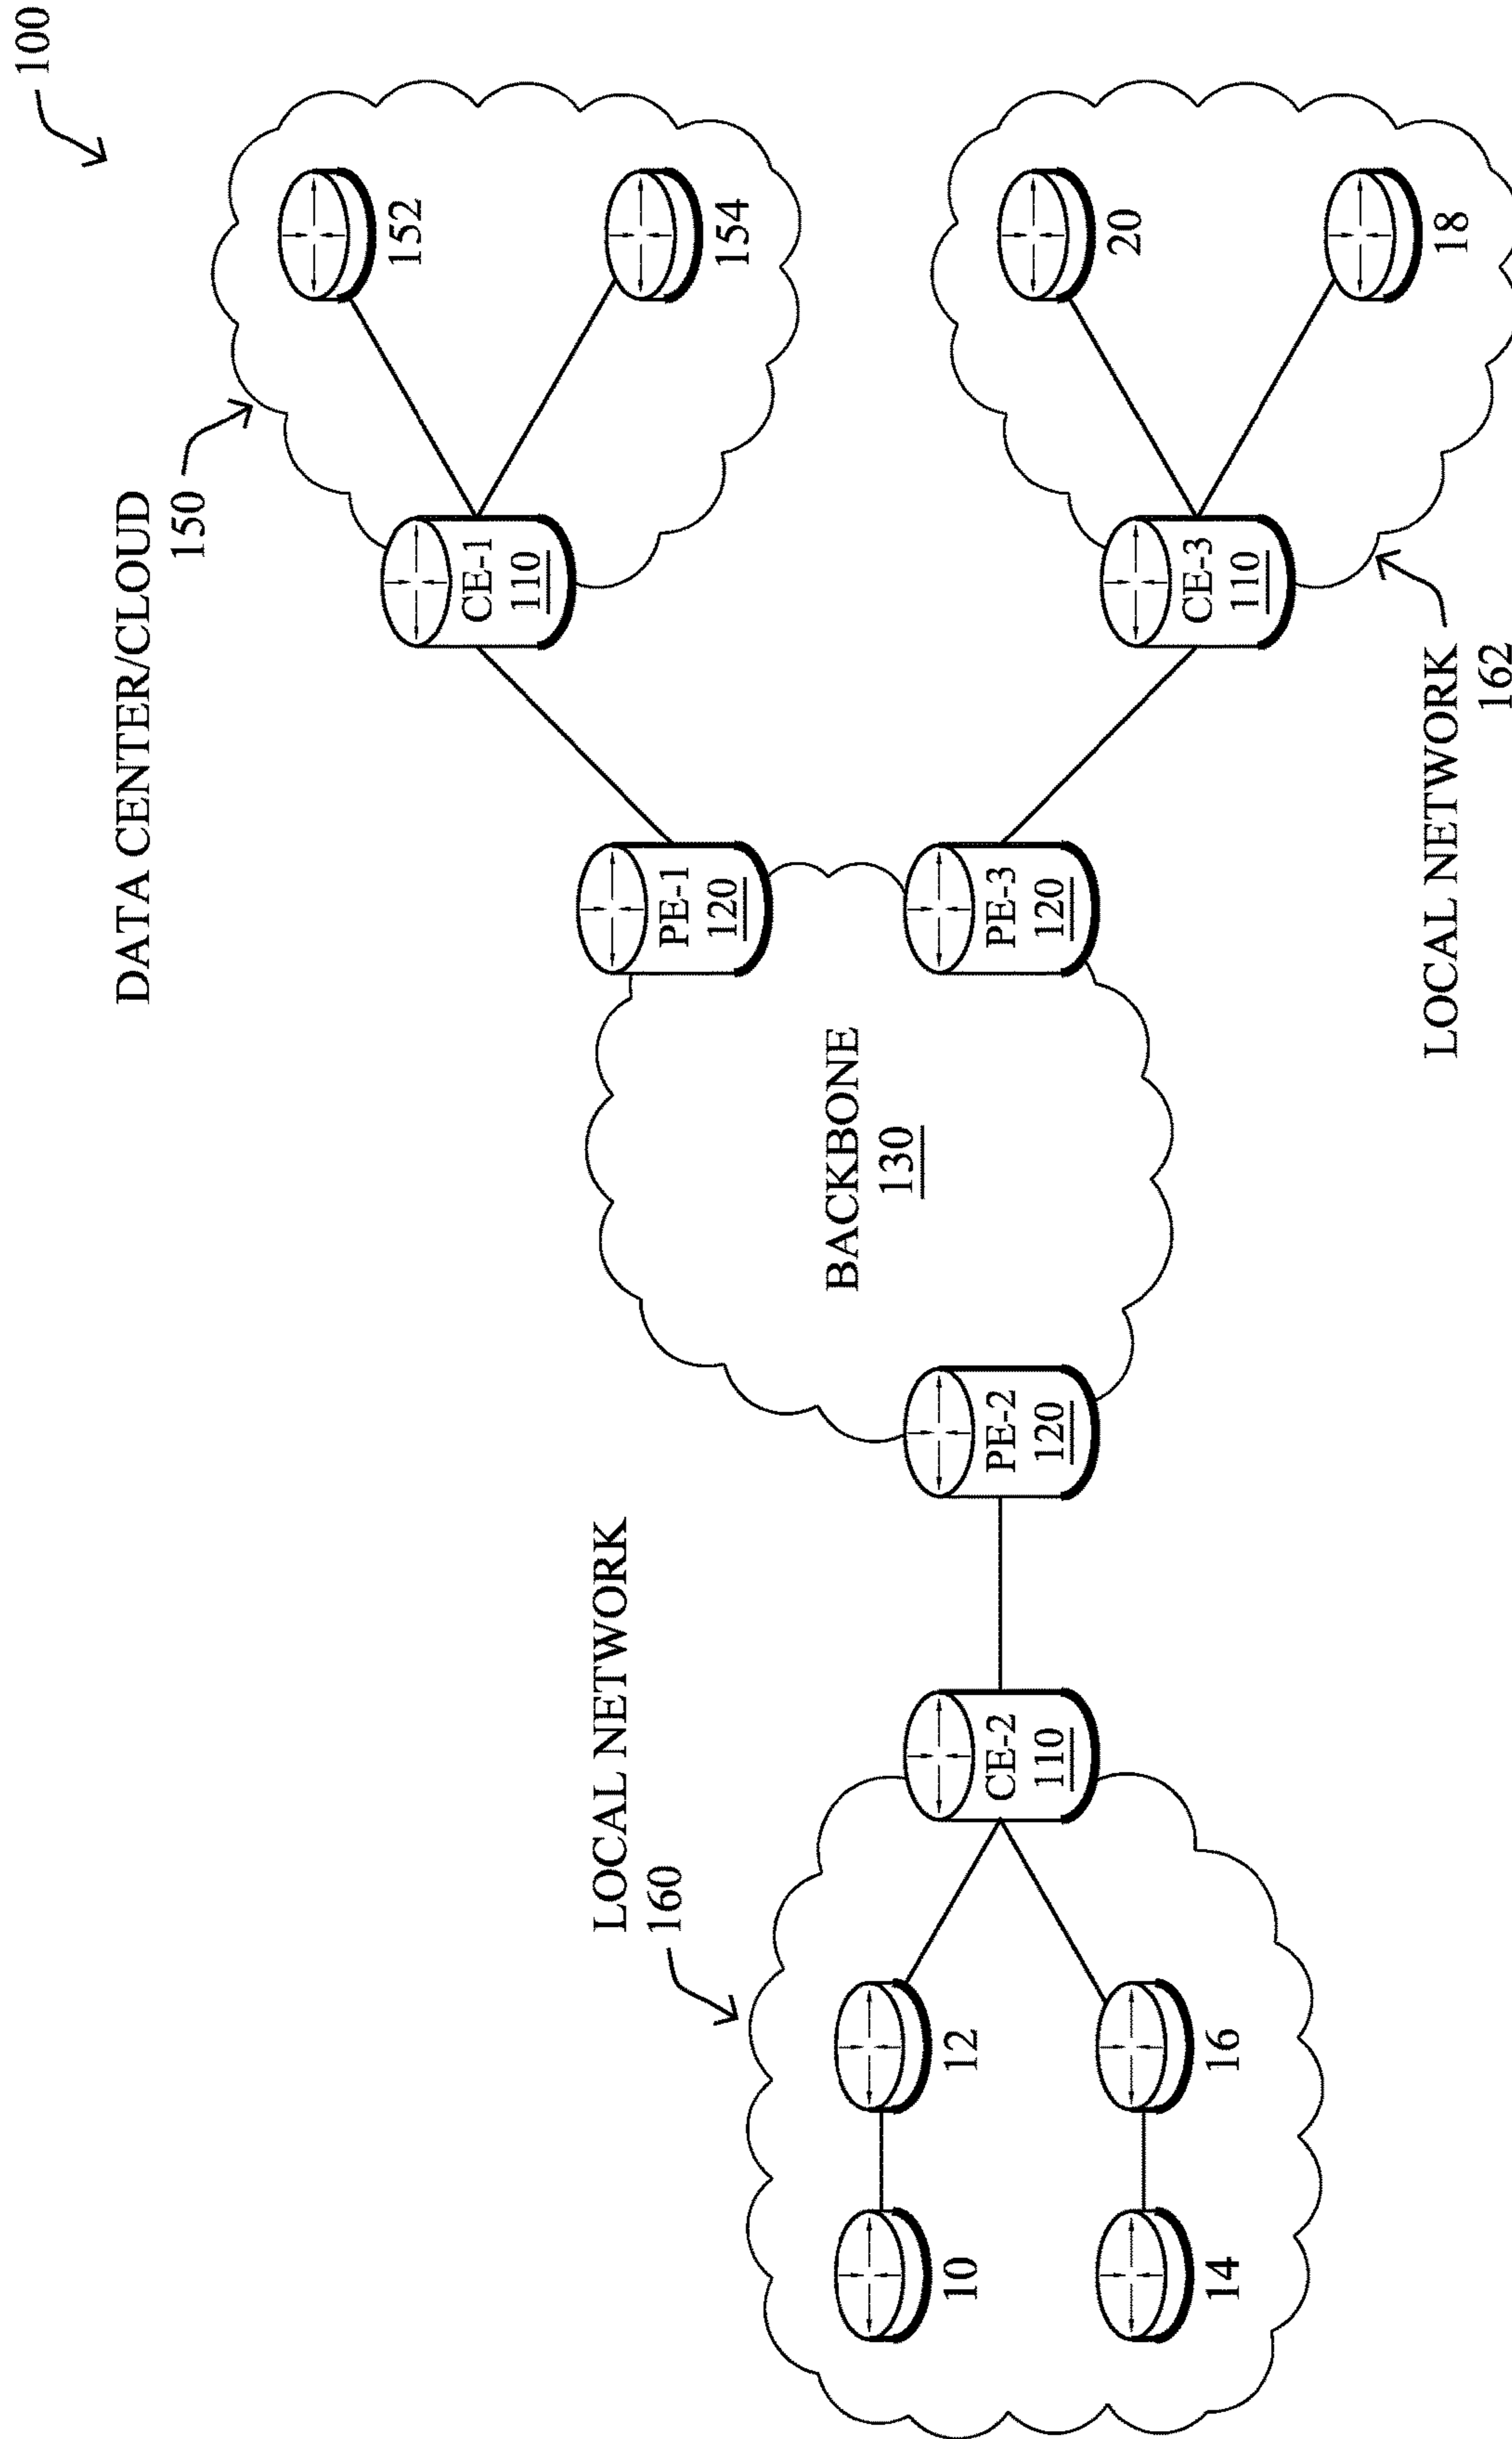 100
DATA CENTER/CLOUD
150
152
154
CE-1
110
LOCAL NETWORK
160
BACKBONE
130
PE-1
120
10
12
14
16
CE-2
110
PE-2
120
PE-3
120
CE-3
110
20
18
LOCAL NETWORK
162